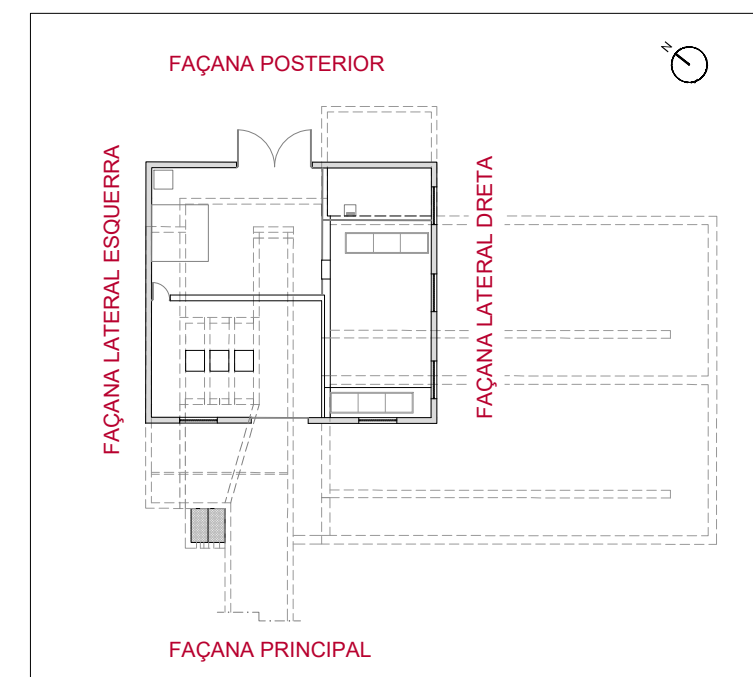 FAÇANA POSTERIOR
N
FAÇANA LATERAL ESQUERRA
FAÇANA LATERAL DRETA
FAÇANA PRINCIPAL